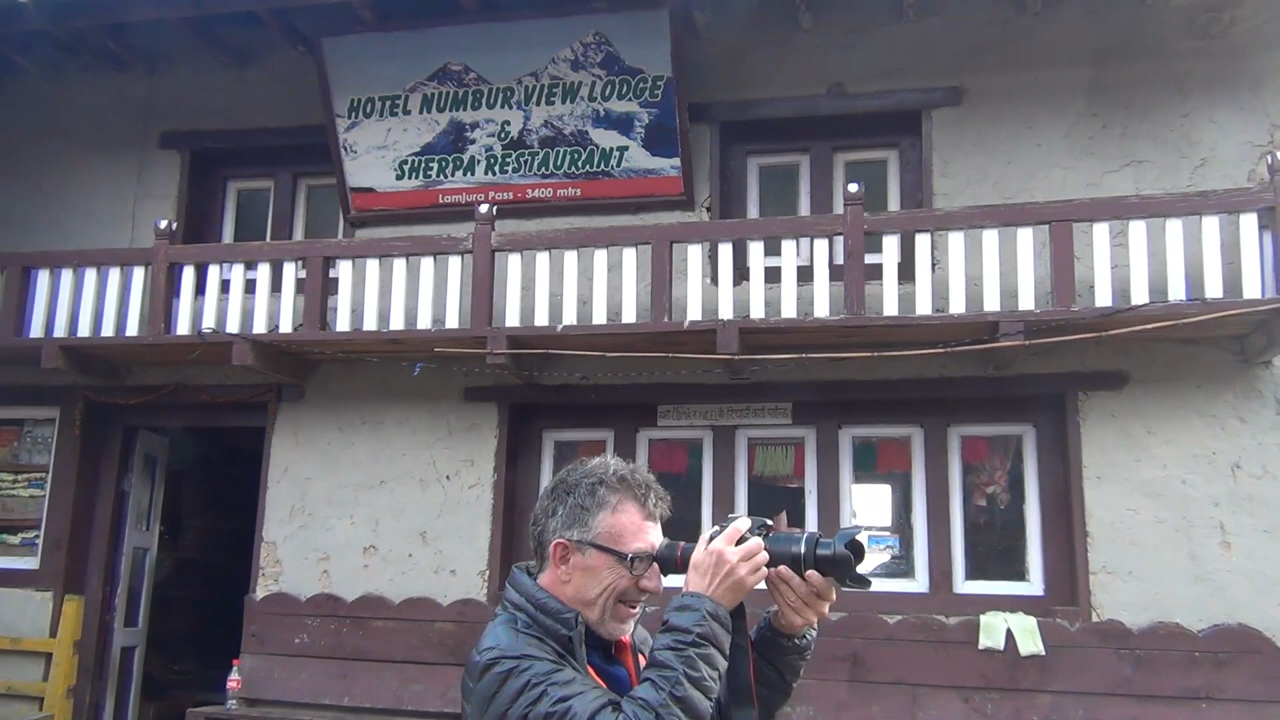 HOTEL NUMBUR VIEW LODGE
&
SHERPA RESTAURANT
Lamjura Pass - 3400 mtrs